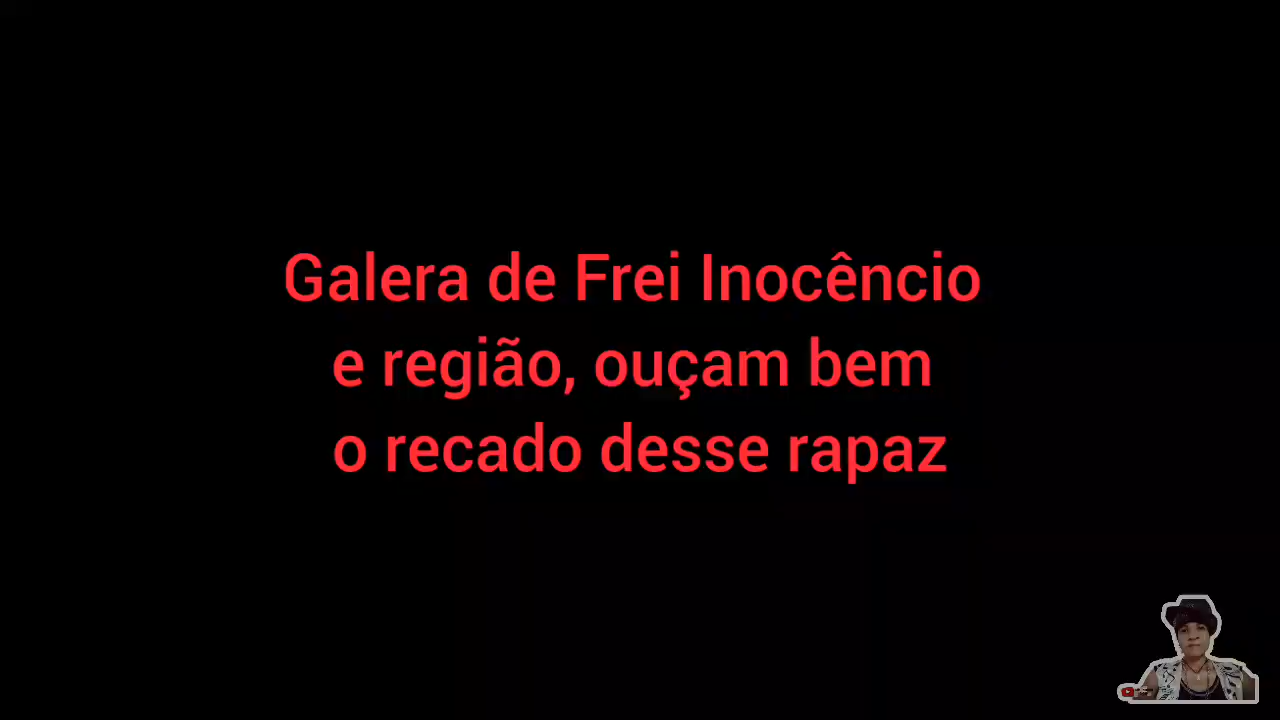 Galera de Frei Inocêncio
e região, ouçam bem
o recado desse rapaz